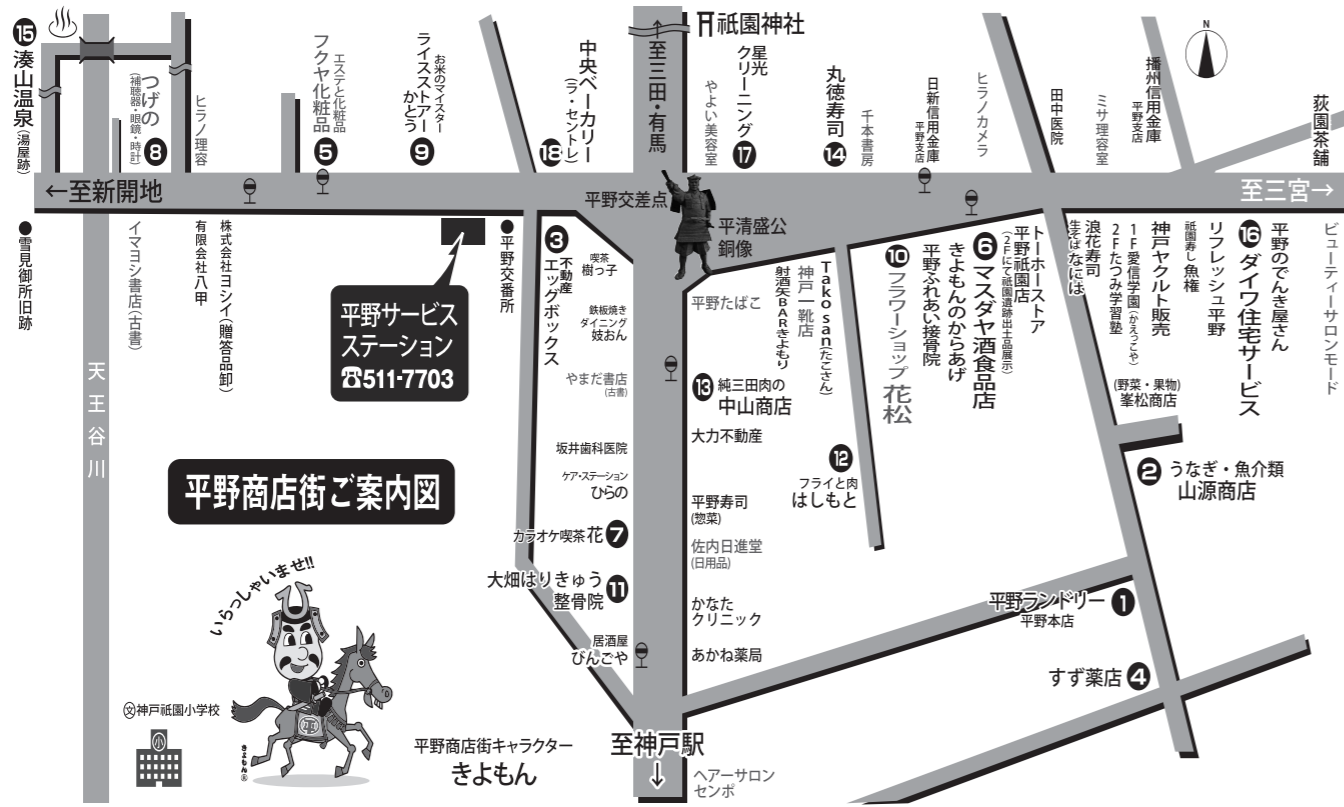 ⑮湊山温泉(湯屋跡)
つげの⑧
(補聴器・眼鏡・時計)
ヒラノ理容
エステと化粧品
フクヤ化粧品⑤
お米のマイスター
ライスストアー
かとう⑨
中央ベーカリー
(ラ・セントレ)
⑱
↑至三田・有馬
祇園神社
やよい美容室
星光
クリーニング⑰
丸徳寿司⑭
千本書房
日新信用金庫
平野支店
ヒラノカメラ
田中医院
ミサ理容室
播州信用金庫
平野支店
荻園茶舗
N
←至新開地
平野交差点
平清盛公
銅像
至三宮→
●雪見御所旧跡
イマヨシ書店(古書)
有限会社八甲
株式会社ヨシイ(贈答品卸)
平野サービス
ステーション
☎511-7703
●平野交番所
③不動産
エッグボックス
喫茶
樹っ子
鉄板焼き
ダイニング
妓おん
やまだ書店
(古書)
坂井歯科医院
ケア・ステーション
ひらの
カラオケ喫茶 花⑦
大畑はりきゅう
整骨院⑪
居酒屋
びんごや
平野たばこ
⑬純三田肉の
中山商店
大力不動産
平野寿司
(惣菜)
佐内日進堂
(日用品)
かなた
クリニック
あかね薬局
至神戸駅
↓
ヘアーサロン
センポ
射酒矢BARきよもり
神戸一靴店
Takosan(たこさん)
⑫
フライと肉
はしもと
⑩フラワーショップ花松
平野ふれあい接骨院
きよもんのからあげ
⑥マスダヤ酒食品店
(2Fにて祇園遺跡出土品展示)
平野祇園店
トーホーストア
生そばなには
浪花寿司
2Fたつみ学習塾
1F愛信学園(かえっこや)
神戸ヤクルト販売
祇園寿し魚権
リフレッシュ平野
⑯ダイワ住宅サービス
平野のでんき屋さん
ビューティーサロンモード
(野菜・果物)
峯松商店
②うなぎ・魚介類
山源商店
平野ランドリー①
平野本店
すず薬店④
天王谷川
平野商店街ご案内図
いらっしゃいませ!!
㊫神戸祇園小学校
小
平
きよもん®
平野商店街キャラクター
きよもん